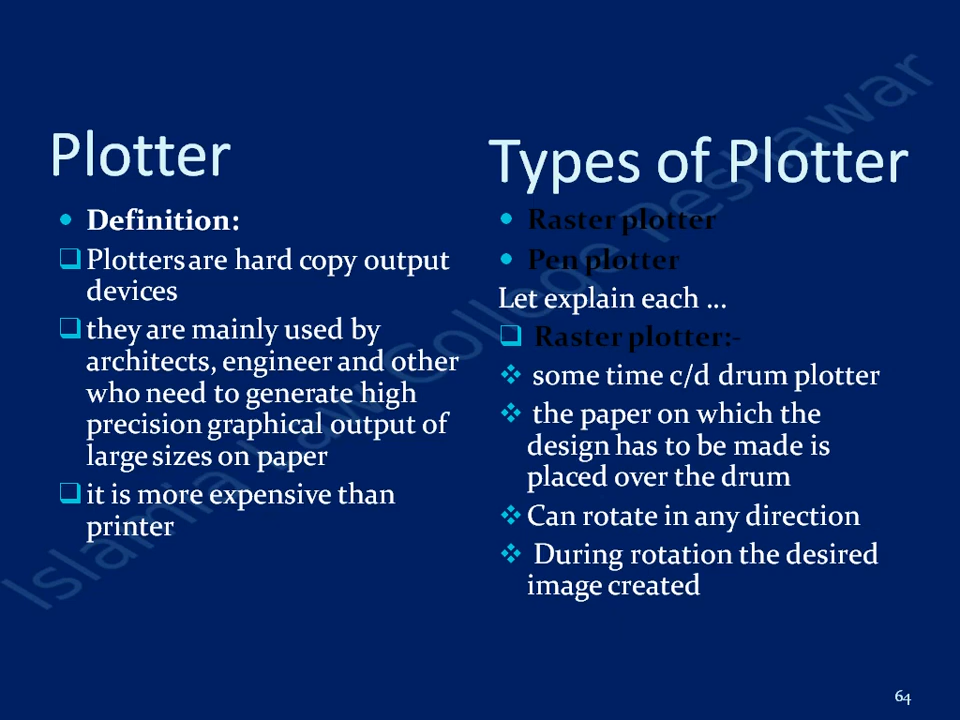 Plotter
Definition:
Plotters are hard copy output
devices
they are mainly used by
architects, engineer and other
who need to generate high
precision graphical output of
large sizes on paper
it is more expensive than
printer
Types of Plotter
Raster plotter
Pen plotter
Let explain each ...
Raster plotter:-
some time c/d drum plotter
the paper on which the
design has to be made is
placed over the drum
Can rotate in any direction
During rotation the desired
image created
Islamia Law College Peshawar
64